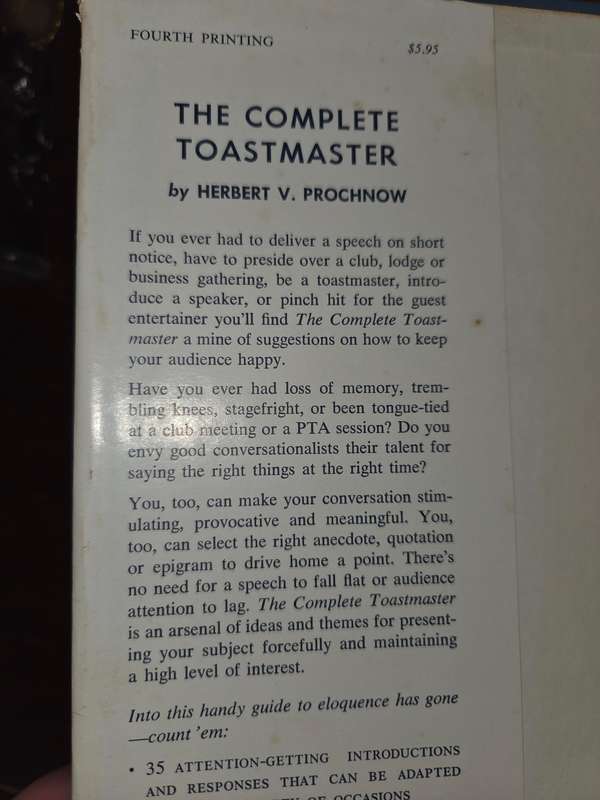 FOURTH PRINTING
$5.95
THE COMPLETE
TOASTMASTER
by HERBERT V. PROCHNOW
If you ever had to deliver a speech on short
notice, have to preside over a club, lodge or
business gathering, be a toastmaster, intro-
duce a speaker, or pinch hit for the guest
entertainer you'll find The Complete Toast-
master a mine of suggestions on how to keep
your audience happy.
Have you ever had loss of memory, trem-
bling knees, stagefright, or been tongue-tied
at a club meeting or a PTA session? Do you
envy good conversationalists their talent for
saying the right things at the right time?
You, too, can make your conversation stim-
ulating, provocative and meaningful. You,
too, can select the right anecdote, quotation
or epigram to drive home a point. There's
no need for a speech to fall flat or audience
attention to lag. The Complete Toastmaster
is an arsenal of ideas and themes for present-
ing your subject forcefully and maintaining
a high level of interest.
Into this handy guide to eloquence has gone
—count 'em:
• 35 ATTENTION-GETTING INTRODUCTIONS
AND RESPONSES THAT CAN BE ADAPTED
OF OCCASIONS